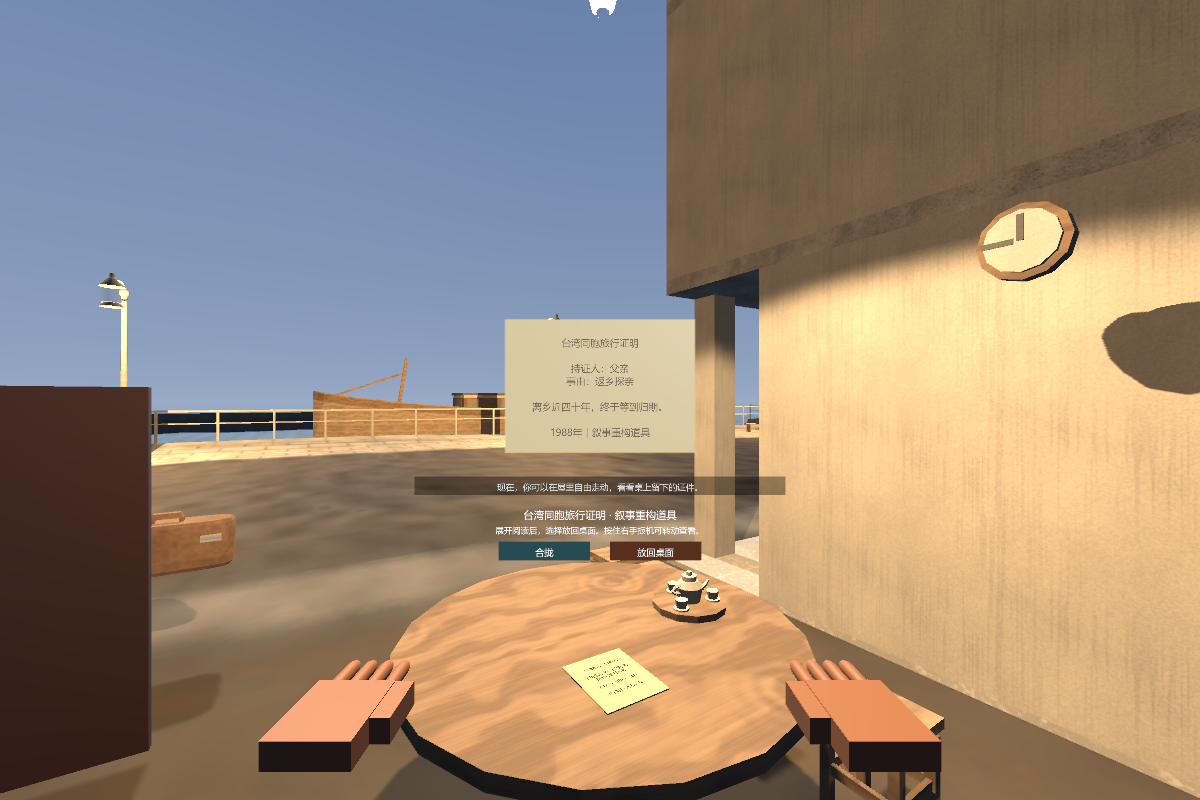 台湾同胞旅行证明
持证人：父亲
事由：返乡探亲
离乡近四十年，终于等到归期。
1988年｜叙事重构道具
现在，你可以在屋里自由走动，看看桌上留下的证件。
台湾同胞旅行证明 · 叙事重构道具
展开阅读后，选择放回桌面。按住右手扳机可转动查看。
合拢
放回桌面